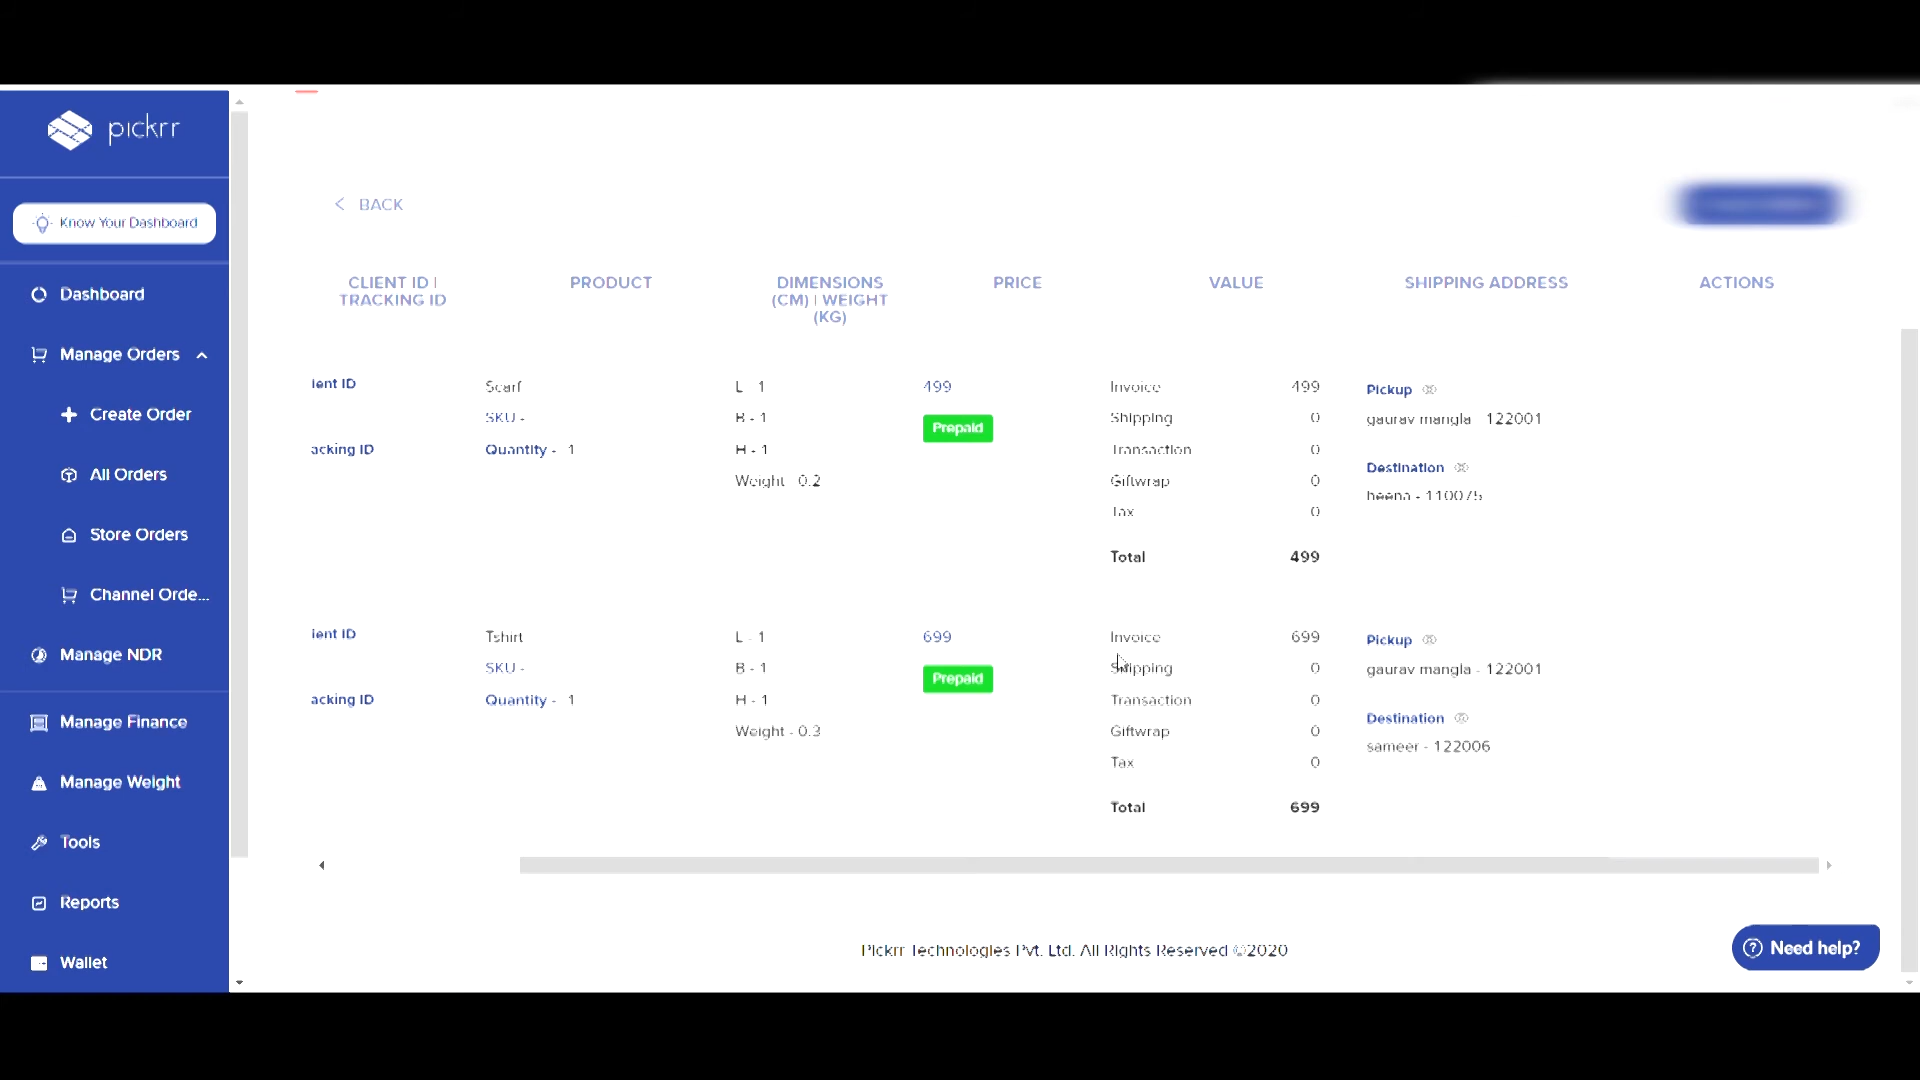 pickrr
Know Your Dashboard
Dashboard
Manage Orders
Create Order
All Orders
Store Orders
Channel Orde...
Manage NDR
Manage Finance
Manage Weight
Tools
Reports
Wallet
BACK
CLIENT ID |
TRACKING ID
PRODUCT
DIMENSIONS
(CM) | WEIGHT
(KG)
PRICE
VALUE
SHIPPING ADDRESS
ACTIONS
ient ID
acking ID
Scarf
SKU -
Quantity - 1
L - 1
B - 1
H - 1
Weight - 0.2
499
Prepaid
Invoice 499
Shipping 0
Transaction 0
Giftwrap 0
Tax 0
Total 499
Pickup
gaurav mangla - 122001
Destination
heena - 110075
ient ID
acking ID
Tshirt
SKU -
Quantity - 1
L - 1
B - 1
H - 1
Weight - 0.3
699
Prepaid
Invoice 699
Shipping 0
Transaction 0
Giftwrap 0
Tax 0
Total 699
Pickup
gaurav mangla - 122001
Destination
sameer - 122006
Pickrr Technologies Pvt. Ltd. All Rights Reserved ©2020
Need help?